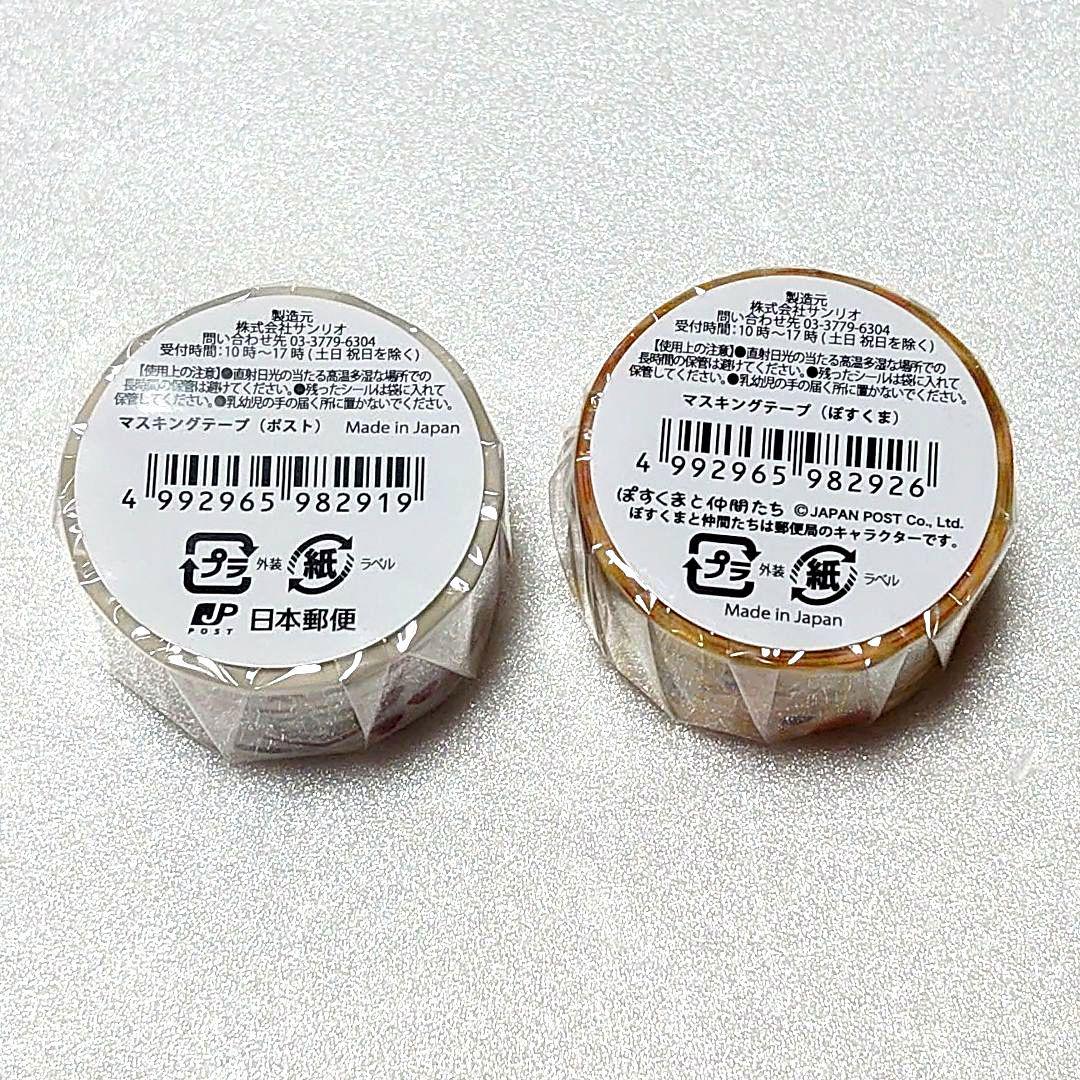 製造元
株式会社サンリオ
問い合わせ先 03-3779-6304
受付時間：10時～17時(土日 祝日を除く)
【使用上の注意】●直射日光の当たる高温多湿な場所での
長時間の保管は避けてください。●残ったシールは袋に入れて
保管してください。●乳幼児の手の届く所に置かないでください。
マスキングテープ（ポスト） Made in Japan
4 992965 982919
プラ 外装 紙 ラベル
JP POST 日本郵便
製造元
株式会社サンリオ
問い合わせ先 03-3779-6304
受付時間：10時～17時(土日 祝日を除く)
【使用上の注意】●直射日光の当たる高温多湿な場所での
長時間の保管は避けてください。●残ったシールは袋に入れて
保管してください。●乳幼児の手の届く所に置かないでください。
マスキングテープ（ぽすくま）
4 992965 982926
ぽすくまと仲間たち © JAPAN POST Co., Ltd.
ぽすくまと仲間たちは郵便局のキャラクターです。
プラ 外装 紙 ラベル
Made in Japan